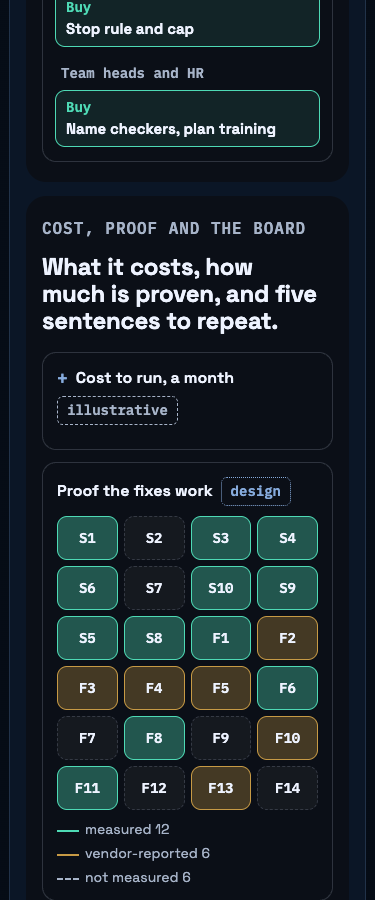 Buy
Stop rule and cap
Team heads and HR
Buy
Name checkers, plan training
COST, PROOF AND THE BOARD
What it costs, how
much is proven, and five
sentences to repeat.
+ Cost to run, a month
illustrative
Proof the fixes work design
S1 S2 S3 S4
S6 S7 S10 S9
S5 S8 F1 F2
F3 F4 F5 F6
F7 F8 F9 F10
F11 F12 F13 F14
measured 12
vendor-reported 6
not measured 6